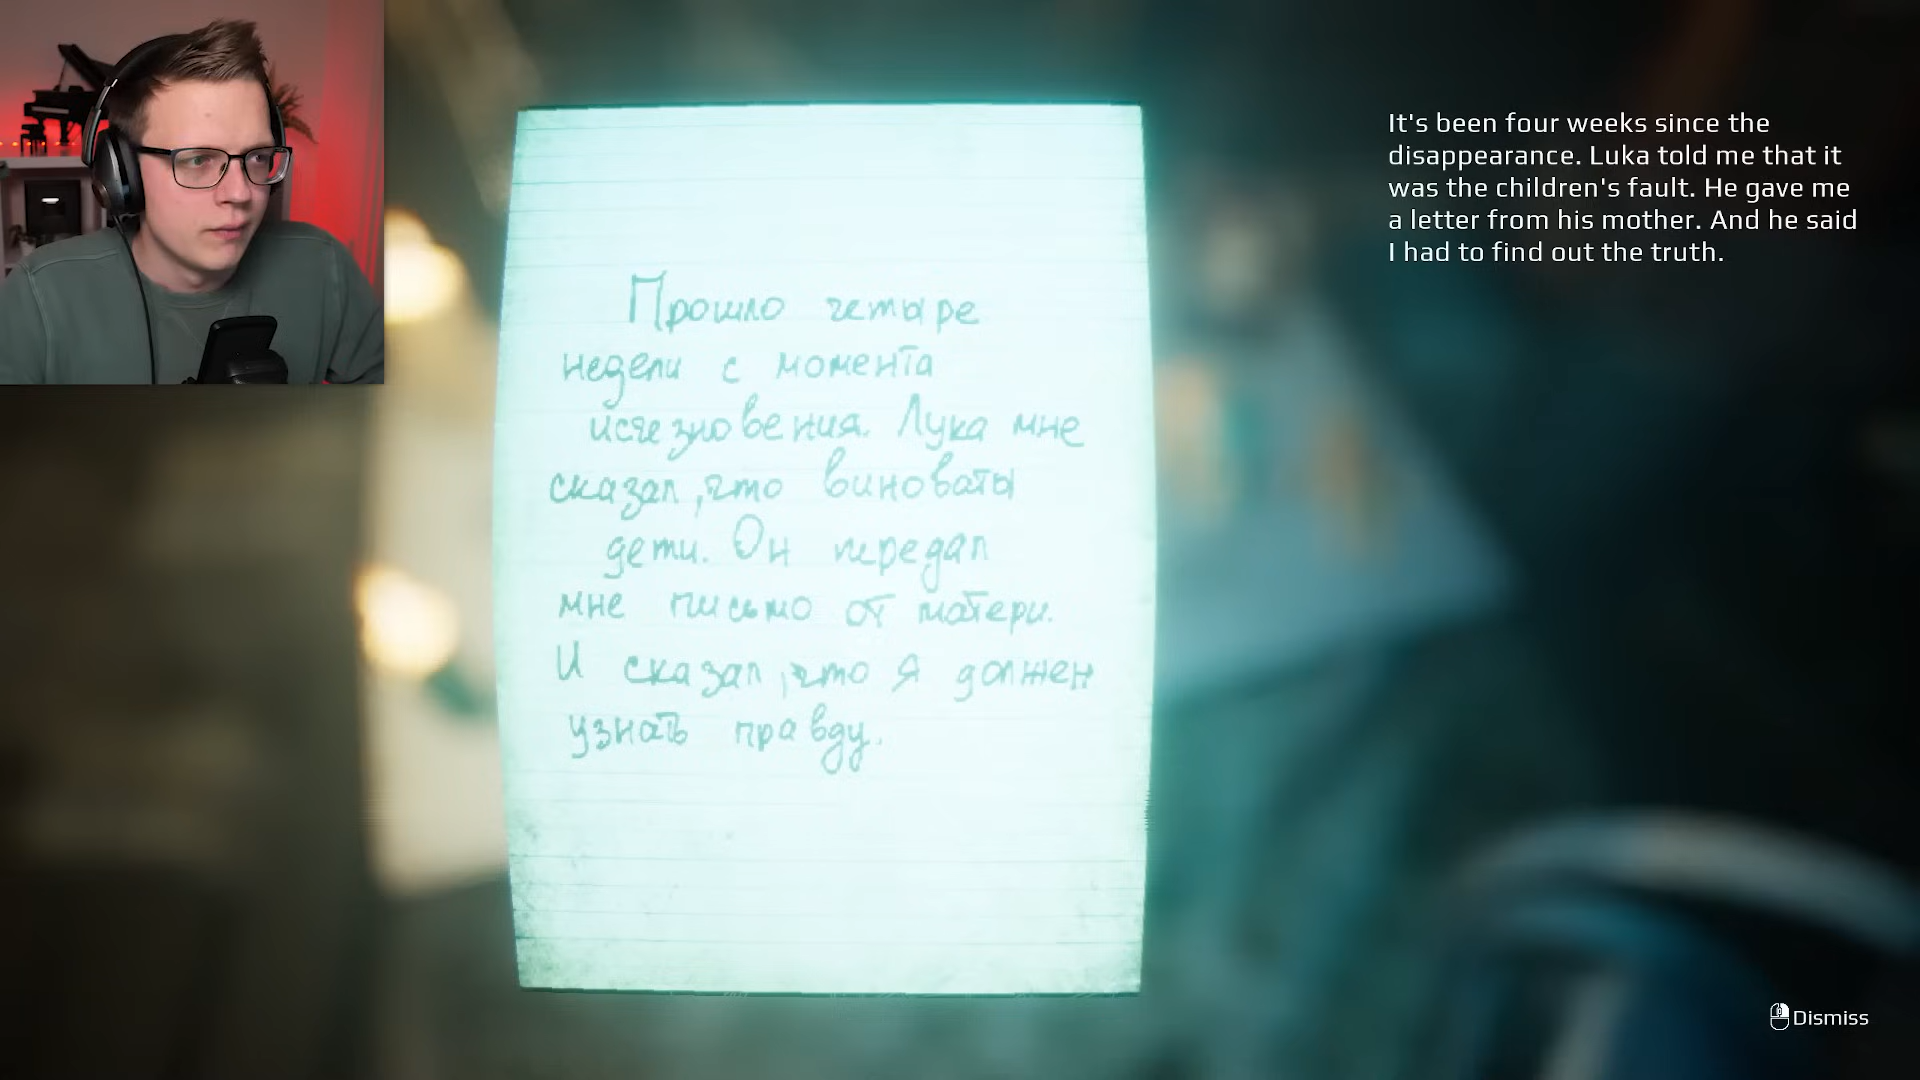 Прошло четыре
недели с момента
исчезновения. Лука мне
сказал, что виноваты
дети. Он передал
мне письмо от матери.
И сказал, что я должен
узнать правду.
It's been four weeks since the
disappearance. Luka told me that it
was the children's fault. He gave me
a letter from his mother. And he said
I had to find out the truth.
Dismiss